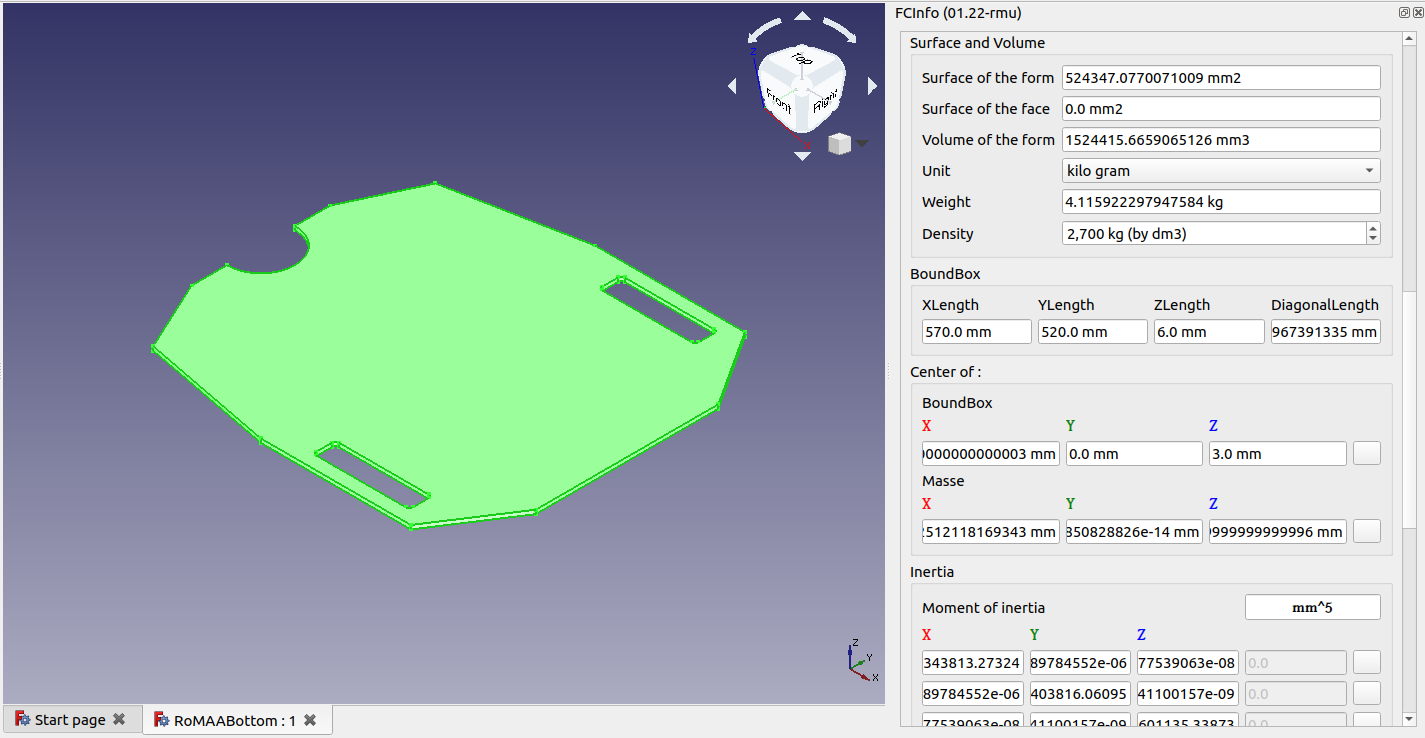 FCInfo (01.22-rmu)
Surface and Volume
Surface of the form 524347.0770071009 mm2
Surface of the face 0.0 mm2
Volume of the form 1524415.6659065126 mm3
Unit kilo gram
Weight 4.115922297947584 kg
Density 2,700 kg (by dm3)
BoundBox
XLength YLength ZLength DiagonalLength
570.0 mm 520.0 mm 6.0 mm 967391335 mm
Center of :
BoundBox
X Y Z
0000000000003 mm 0.0 mm 3.0 mm
Masse
X Y Z
2512118169343 mm 850828826e-14 mm 9999999999996 mm
Inertia
Moment of inertia mm^5
X Y Z
343813.27324 89784552e-06 77539063e-08 0.0
89784552e-06 403816.06095 41100157e-09 0.0
77539063e-08 41100157e-09 601135.33873 0.0
Top
Front Right
Z
Z
Y
X
Start page RoMAABottom : 1